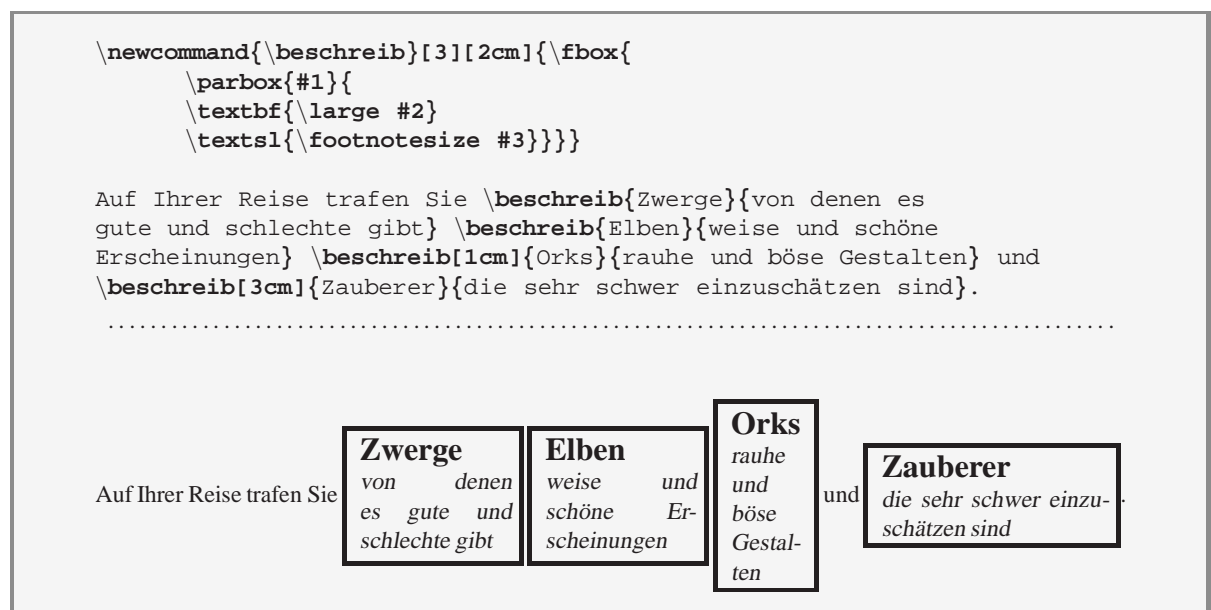 \newcommand{\beschreib}[3][2cm]{\fbox{
\parbox{#1}{
\textbf{\large #2}
\textsl{\footnotesize #3}}}}
Auf Ihrer Reise trafen Sie \beschreib{Zwerge}{von denen es
gute und schlechte gibt} \beschreib{Elben}{weise und schöne
Erscheinungen} \beschreib[1cm]{Orks}{rauhe und böse Gestalten} und
\beschreib[3cm]{Zauberer}{die sehr schwer einzuschätzen sind}.
Auf Ihrer Reise trafen Sie
Zwerge
von denen
es gute und
schlechte gibt
Elben
weise und
schöne Er-
scheinungen
Orks
rauhe
und
böse
Gestal-
ten
und
Zauberer
die sehr schwer einzu-
schätzen sind
.